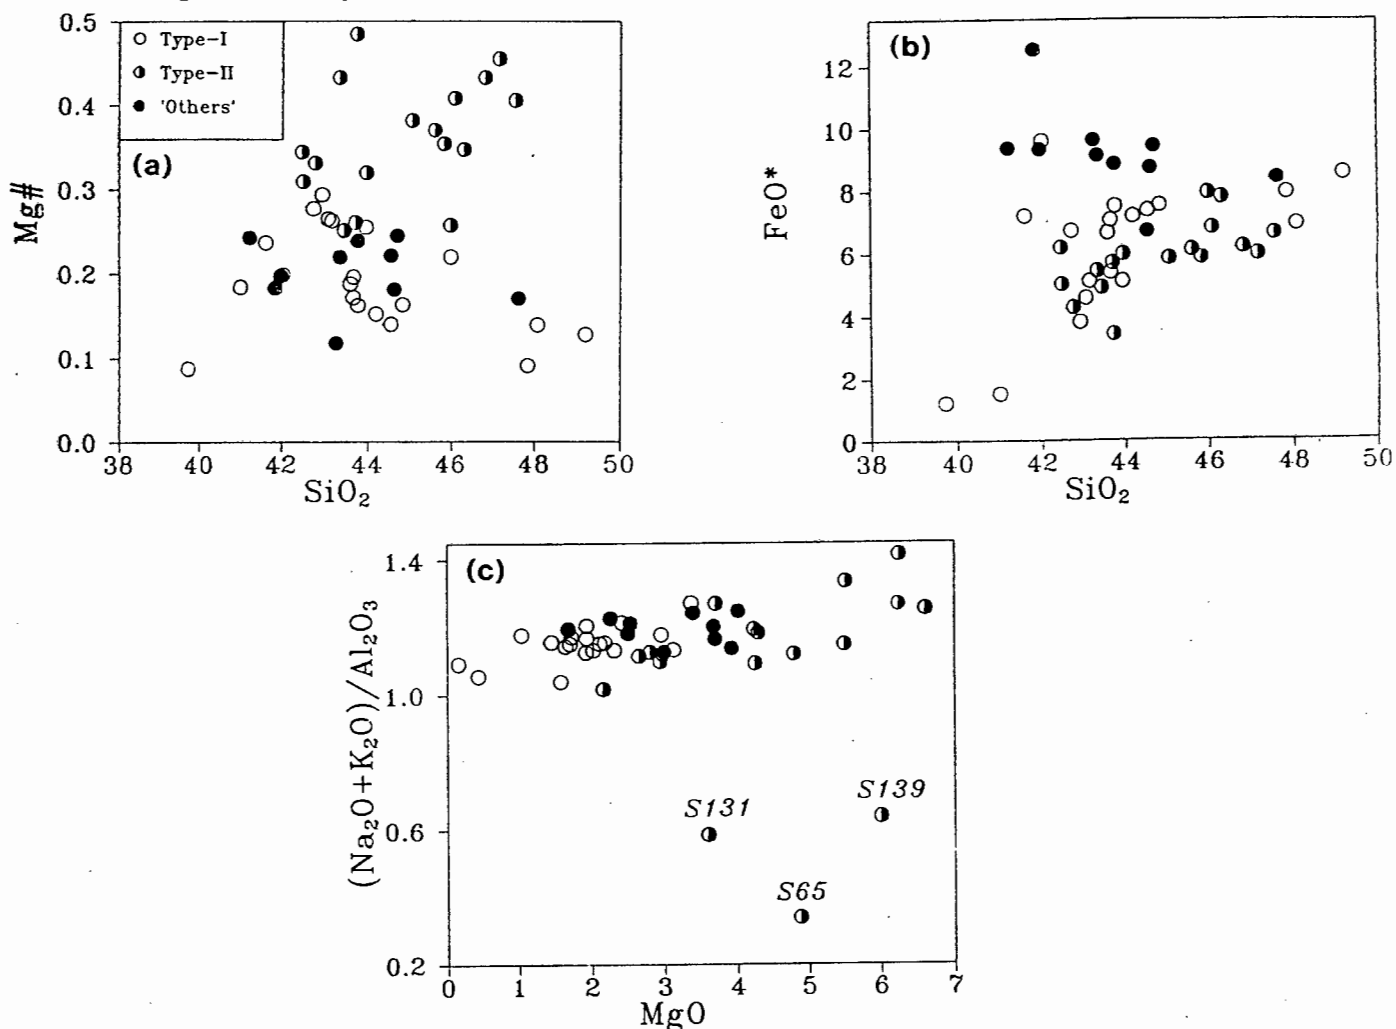 0.5
0.4
0.3
0.2
0.1
0.0
Mg#
Type-I
Type-II
'Others'
(a)
38 40 42 44 46 48 50
SiO₂
12
10
8
6
4
2
0
FeO*
(b)
38 40 42 44 46 48 50
SiO₂
1.4
1.0
0.6
0.2
(Na₂O+K₂O)/Al₂O₃
(c)
S131
S139
S65
0 1 2 3 4 5 6 7
MgO